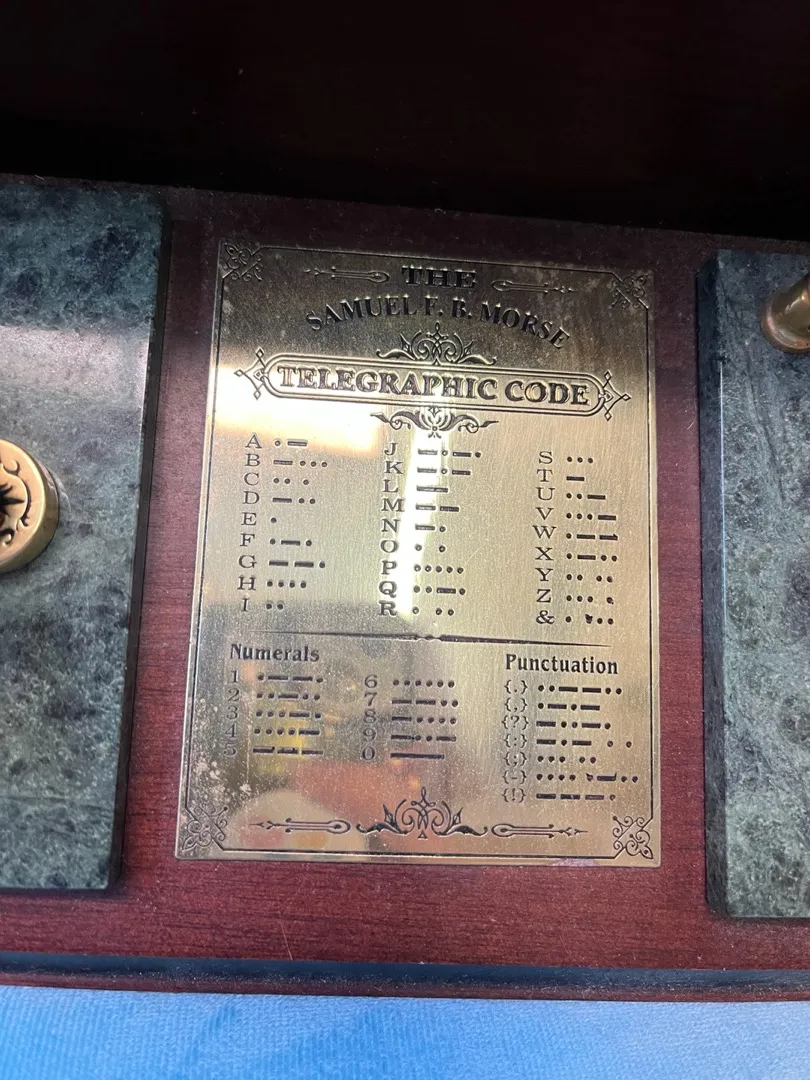 THE
SAMUEL F. B. MORSE
TELEGRAPHIC CODE
A ·—
B —···
C ·· ·
D —··
E ·
F ·—·
G ——·
H ····
I ··
J —·—·
K —·—
L —
M ——
N —·
O · ·
P ·····
Q ··—·
R · ··
S ···
T —
U ··—
V ···—
W ·——
X ·—··
Y ·· ··
Z ··· ·
& · ···
Numerals
1 ·——·
2 ··—··
3 ···—·
4 ····—
5 ———
6 ······
7 ——··
8 —····
9 —··—
0 —
Punctuation
{.} ··——··
{,} ·—·—
{?} —··—·
{:} —·— · ·
{;} ··· ··
{-} ···· ·—··
{!} ———·